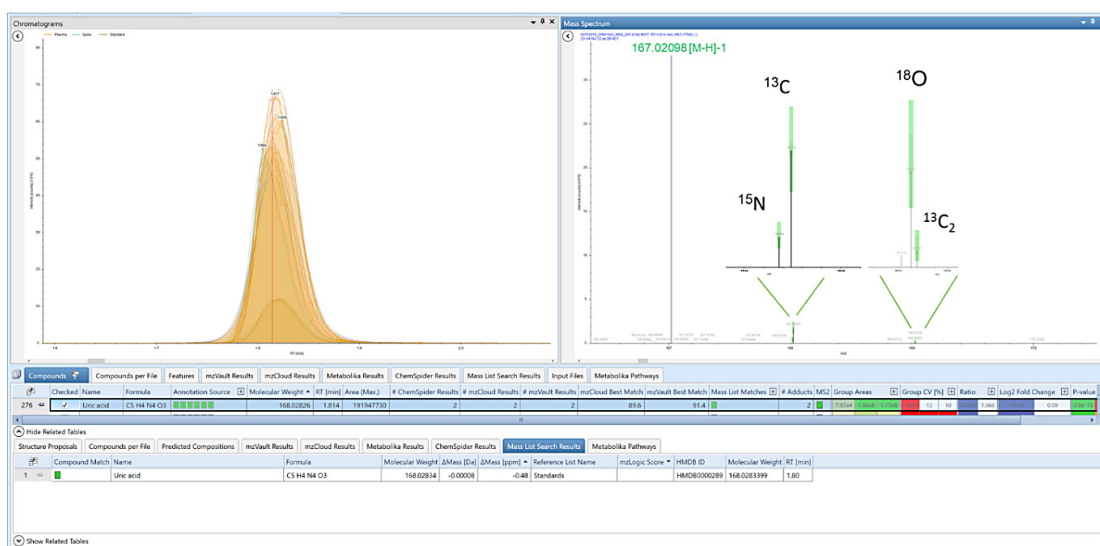 Chromatograms
Plasma Spike Standard
1.817
RT [min]
Mass Spectrum
167.02098 [M-H]-1
13C
18O
15N
13C2
Compounds Compounds per File Features mzVault Results mzCloud Results Metabolika Results ChemSpider Results Mass List Search Results Input Files Metabolika Pathways
Checked Name Formula Annotation Source Molecular Weight RT [min] Area (Max.) # ChemSpider Results # mzCloud Results # mzVault Results mzCloud Best Match mzVault Best Match Mass List Matches # Adducts MS2 Group Areas Group CV [%] Ratio Log2 Fold Change P-value
276 Uric acid C5 H4 N4 O3 168.02826 1.814 191947730 2 2 2 89.6 91.4 2 12 10 1.066 0.09
Hide Related Tables
Structure Proposals Compounds per File Predicted Compositions mzVault Results mzCloud Results Metabolika Results ChemSpider Results Mass List Search Results Metabolika Pathways
Compound Match Name Formula Molecular Weight ΔMass [Da] ΔMass [ppm] Reference List Name mzLogic Score HMDB ID Molecular Weight RT [min]
1 Uric acid C5 H4 N4 O3 168.02834 -0.00008 -0.48 Standards HMDB0000289 168.0283399 1.80
Show Related Tables